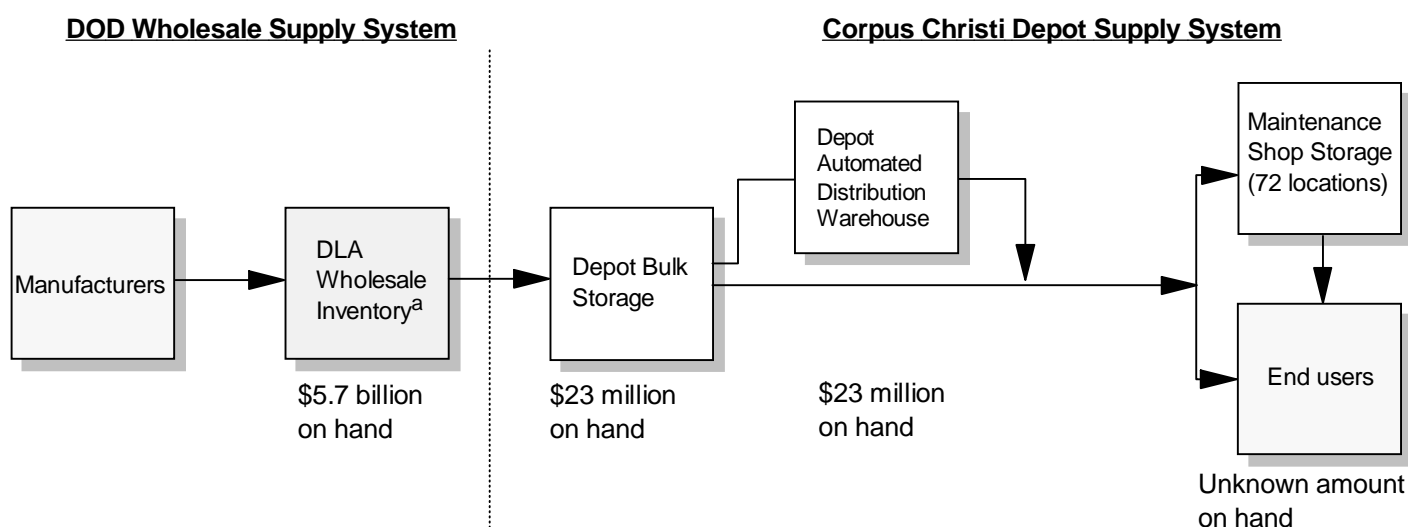 DOD Wholesale Supply System
Corpus Christi Depot Supply System
Manufacturers
DLA
Wholesale
Inventorya
$5.7 billion
on hand
Depot Bulk
Storage
$23 million
on hand
Depot
Automated
Distribution
Warehouse
$23 million
on hand
Maintenance
Shop Storage
(72 locations)
End users
Unknown amount
on hand